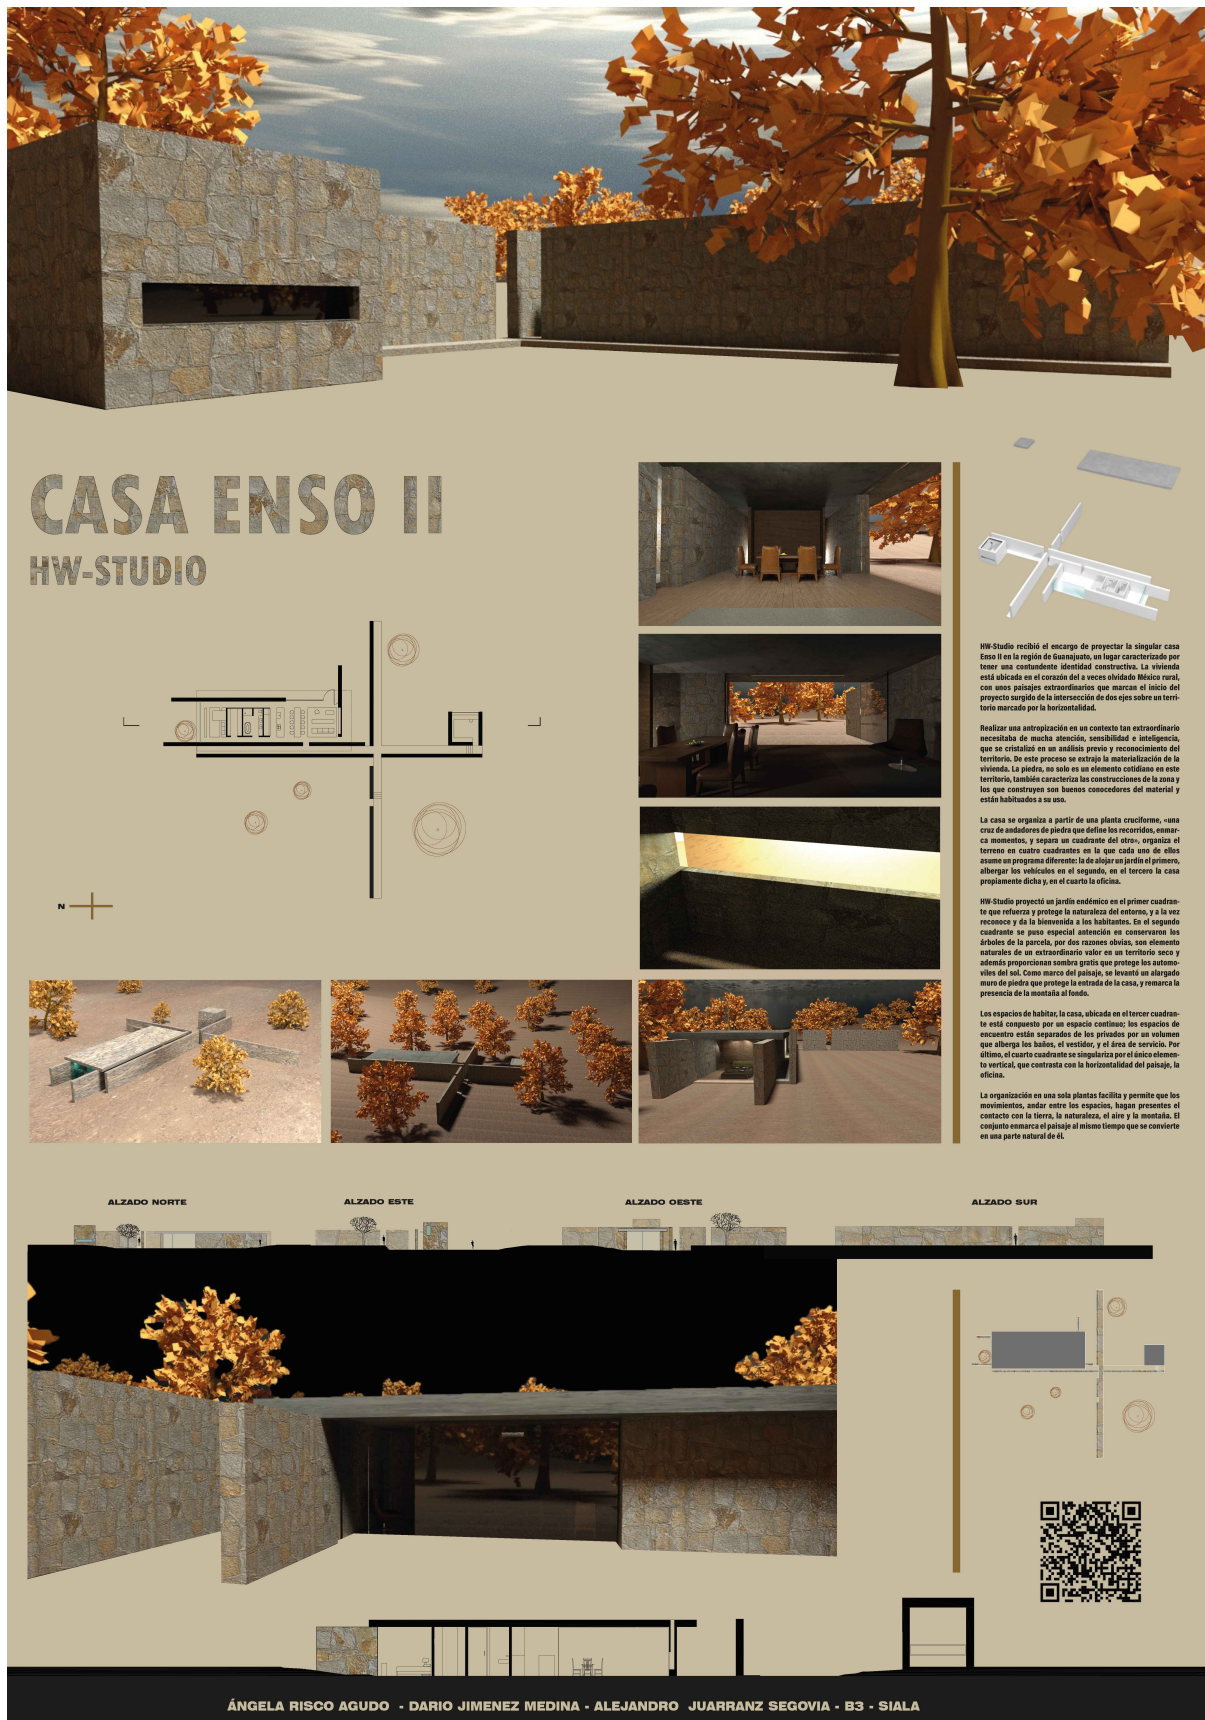 CASA ENSO II
HW-STUDIO
N
HW-Studio recibió el encargo de proyectar la singular casa
Enso II en la región de Guanajuato, un lugar caracterizado por
tener una contundente identidad constructiva. La vivienda
está ubicada en el corazón del a veces olvidado México rural,
con unos paisajes extraordinarios que marcan el inicio del
proyecto surgido de la intersección de dos ejes sobre un terri-
torio marcado por la horizontalidad.
Realizar una antropización en un contexto tan extraordinario
necesitaba de mucha atención, sensibilidad e inteligencia,
que se cristalizó en un análisis previo y reconocimiento del
territorio. De este proceso se extrajo la materialización de la
vivienda. La piedra, no solo es un elemento cotidiano en este
territorio, también caracteriza las construcciones de la zona y
los que construyen son buenos conocedores del material y
están habituados a su uso.
La casa se organiza a partir de una planta cruciforme, «una
cruz de andadores de piedra que define los recorridos, enmar-
ca momentos, y separa un cuadrante del otro», organiza el
terreno en cuatro cuadrantes en la que cada uno de ellos
asume un programa diferente: la de alojar un jardín el primero,
albergar los vehículos en el segundo, en el tercero la casa
propiamente dicha y, en el cuarto la oficina.
HW-Studio proyectó un jardín endémico en el primer cuadran-
te que refuerza y protege la naturaleza del entorno, y a la vez
reconoce y da la bienvenida a los habitantes. En el segundo
cuadrante se puso especial antención en conservaron los
árboles de la parcela, por dos razones obvias, son elemento
naturales de un extraordinario valor en un territorio seco y
además proporcionan sombra gratis que protege los automo-
viles del sol. Como marco del paisaje, se levantó un alargado
muro de piedra que protege la entrada de la casa, y remarca la
presencia de la montaña al fondo.
Los espacios de habitar, la casa, ubicada en el tercer cuadran-
te está conpuesto por un espacio continuo; los espacios de
encuentro están separados de los privados por un volumen
que alberga los baños, el vestidor, y el área de servicio. Por
último, el cuarto cuadrante se singulariza por el único elemen-
to vertical, que contrasta con la horizontalidad del paisaje, la
oficina.
La organización en una sola plantas facilita y permite que los
movimientos, andar entre los espacios, hagan presentes el
contacto con la tierra, la naturaleza, el aire y la montaña. El
conjunto enmarca el paisaje al mismo tiempo que se convierte
en una parte natural de él.
ALZADO NORTE
ALZADO ESTE
ALZADO OESTE
ALZADO SUR
ÁNGELA RISCO AGUDO - DARIO JIMENEZ MEDINA - ALEJANDRO JUARRANZ SEGOVIA - B3 - SIALA